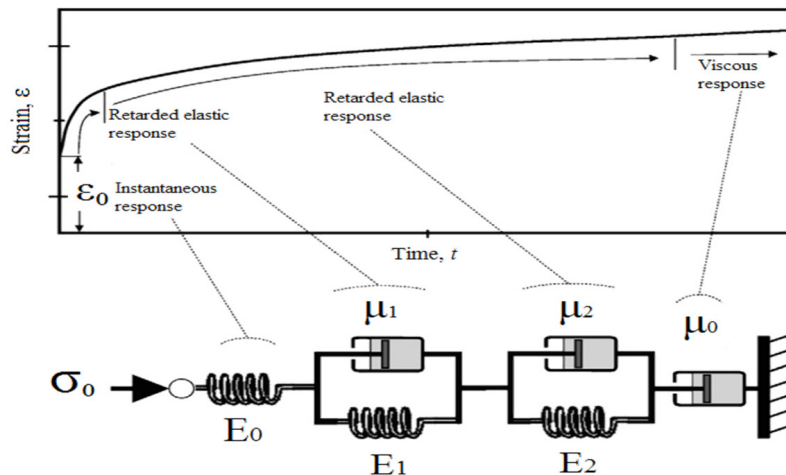 Strain, ε
Retarded elastic
response
Retarded elastic
response
Viscous
response
ε₀
Instantaneous
response
Time, t
μ₁
μ₂
μ₀
σ₀
E₀
E₁
E₂